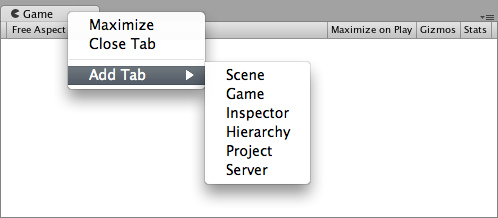 Game
Free Aspect
Maximize on Play
Gizmos
Stats
Maximize
Close Tab
Add Tab
Scene
Game
Inspector
Hierarchy
Project
Server